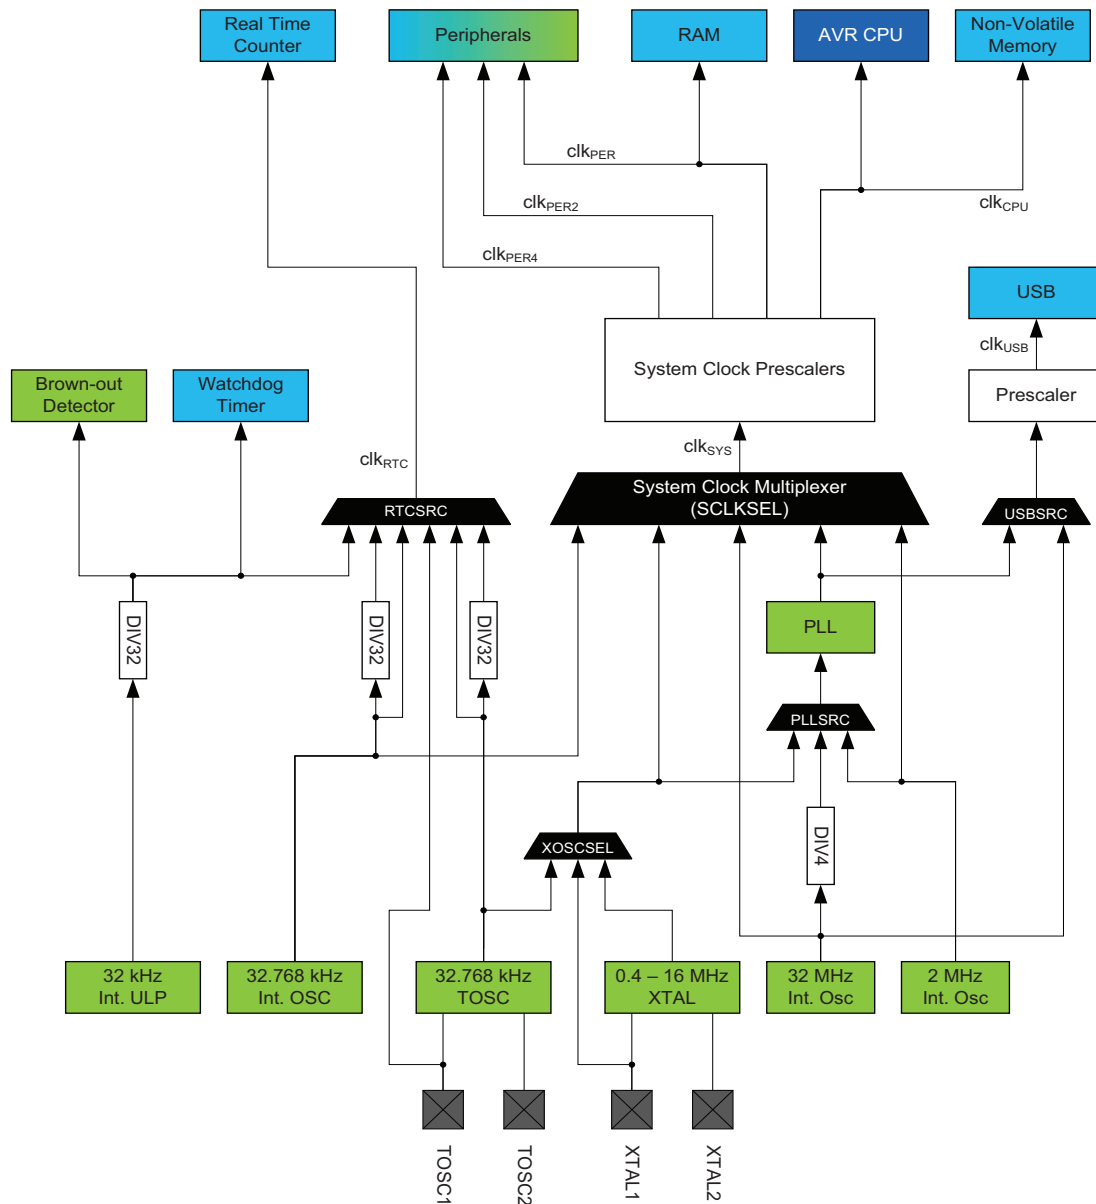 Real Time
Counter
Peripherals
RAM
AVR CPU
Non-Volatile
Memory
clkPER
clkPER2
clkCPU
clkPER4
USB
System Clock Prescalers
clkUSB
Brown-out
Detector
Watchdog
Timer
Prescaler
clkRTC
clkSYS
System Clock Multiplexer
(SCLKSEL)
RTCSRC
USBSRC
DIV32
DIV32
DIV32
PLL
PLLSRC
DIV4
XOSCSEL
32 kHz
Int. ULP
32.768 kHz
Int. OSC
32.768 kHz
TOSC
0.4 – 16 MHz
XTAL
32 MHz
Int. Osc
2 MHz
Int. Osc
TOSC1
TOSC2
XTAL1
XTAL2